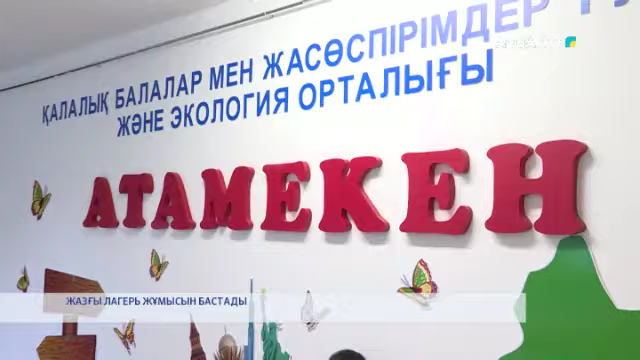 ҚАЛАЛЫҚ БАЛАЛАР МЕН ЖАСӨСПІРІМДЕР
ЖӘНЕ ЭКОЛОГИЯ ОРТАЛЫҒЫ
АТАМЕКЕН
ЖАЗҒЫ ЛАГЕРЬ ЖҰМЫСЫН БАСТАДЫ